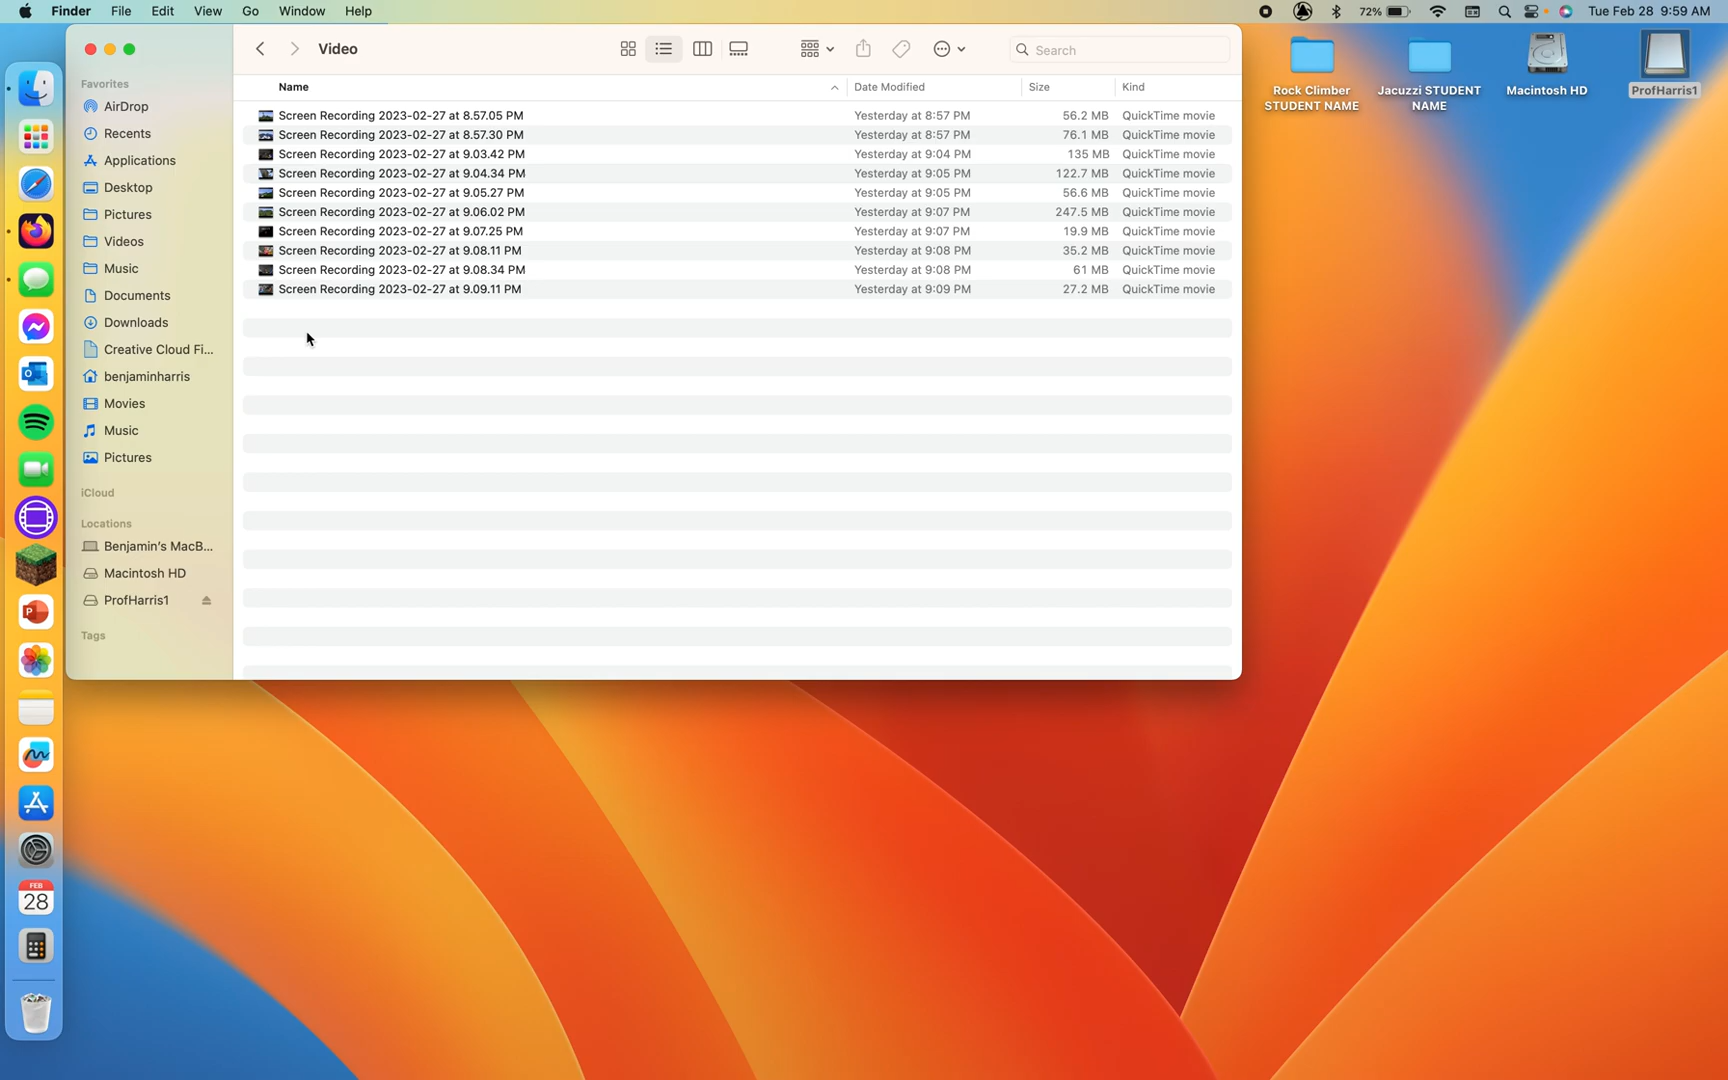 Finder File Edit View Go Window Help 72% Tue Feb 28 9:59 AM
Video Search
Favorites
AirDrop
Recents
Applications
Desktop
Pictures
Videos
Music
Documents
Downloads
Creative Cloud Fi...
benjaminharris
Movies
Music
Pictures
iCloud
Locations
Benjamin's MacB...
Macintosh HD
ProfHarris1
Tags
Name Date Modified Size Kind
Screen Recording 2023-02-27 at 8.57.05 PM Yesterday at 8:57 PM 56.2 MB QuickTime movie
Screen Recording 2023-02-27 at 8.57.30 PM Yesterday at 8:57 PM 76.1 MB QuickTime movie
Screen Recording 2023-02-27 at 9.03.42 PM Yesterday at 9:04 PM 135 MB QuickTime movie
Screen Recording 2023-02-27 at 9.04.34 PM Yesterday at 9:05 PM 122.7 MB QuickTime movie
Screen Recording 2023-02-27 at 9.05.27 PM Yesterday at 9:05 PM 56.6 MB QuickTime movie
Screen Recording 2023-02-27 at 9.06.02 PM Yesterday at 9:07 PM 247.5 MB QuickTime movie
Screen Recording 2023-02-27 at 9.07.25 PM Yesterday at 9:07 PM 19.9 MB QuickTime movie
Screen Recording 2023-02-27 at 9.08.11 PM Yesterday at 9:08 PM 35.2 MB QuickTime movie
Screen Recording 2023-02-27 at 9.08.34 PM Yesterday at 9:08 PM 61 MB QuickTime movie
Screen Recording 2023-02-27 at 9.09.11 PM Yesterday at 9:09 PM 27.2 MB QuickTime movie
Rock Climber
STUDENT NAME
Jacuzzi STUDENT
NAME
Macintosh HD
ProfHarris1
FEB
28